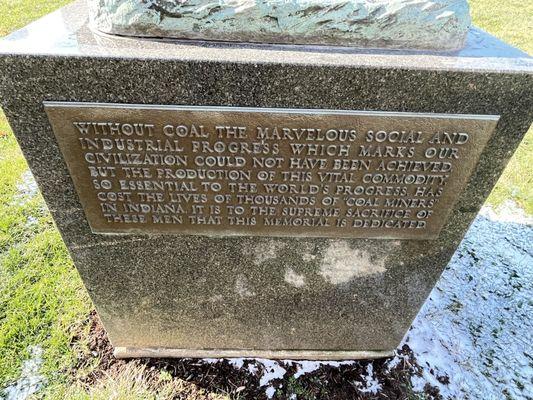 WITHOUT COAL THE MARVELOUS SOCIAL AND
INDUSTRIAL PROGRESS WHICH MARKS OUR
CIVILIZATION COULD NOT HAVE BEEN ACHIEVED
BUT THE PRODUCTION OF THIS VITAL COMMODITY
SO ESSENTIAL TO THE WORLD'S PROGRESS, HAS
COST THE LIVES OF THOUSANDS OF "COAL MINERS"
IN INDIANA. IT IS TO THE SUPREME SACRIFICE OF
THESE MEN THAT THIS MEMORIAL IS DEDICATED